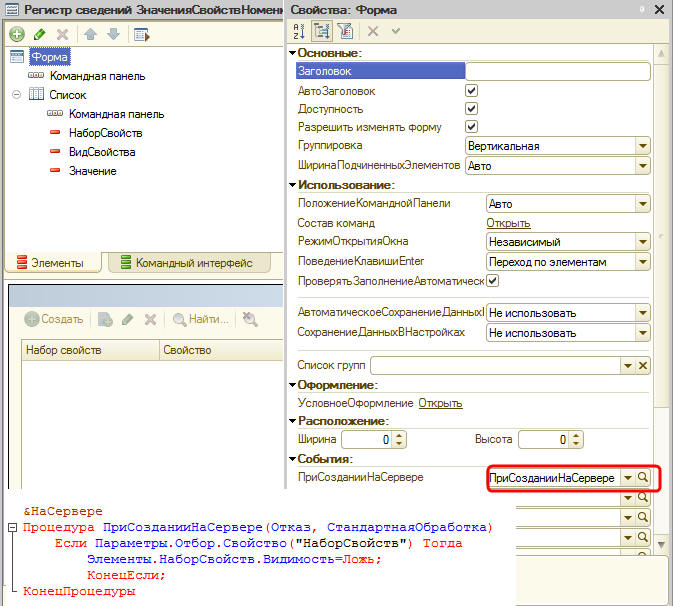 Регистр сведений ЗначенияСвойствНоменк
Форма
Командная панель
Список
Командная панель
НаборСвойств
ВидСвойства
Значение
Элементы
Командный интерфейс
Создать
Найти...
Набор свойств
Свойство
Свойства: Форма
Основные:
Заголовок
АвтоЗаголовок
Доступность
Разрешить изменять форму
Группировка Вертикальная
ШиринаПодчиненныхЭлементов Авто
Использование:
ПоложениеКоманднойПанели Авто
Состав команд Открыть
РежимОткрытияОкна Независимый
ПоведениеКлавишиEnter Переход по элементам
ПроверятьЗаполнениеАвтоматическ
АвтоматическоеСохранениеДанныхI Не использовать
СохранениеДанныхВНастройках Не использовать
Список групп
Оформление:
УсловноеОформление Открыть
Расположение:
Ширина 0 Высота 0
События:
ПриСозданииНаСервере ПриСозданииНаСервере
&НаСервере
Процедура ПриСозданииНаСервере(Отказ, СтандартнаяОбработка)
Если Параметры.Отбор.Свойство("НаборСвойств") Тогда
Элементы.НаборСвойств.Видимость=Ложь;
КонецЕсли;
КонецПроцедуры